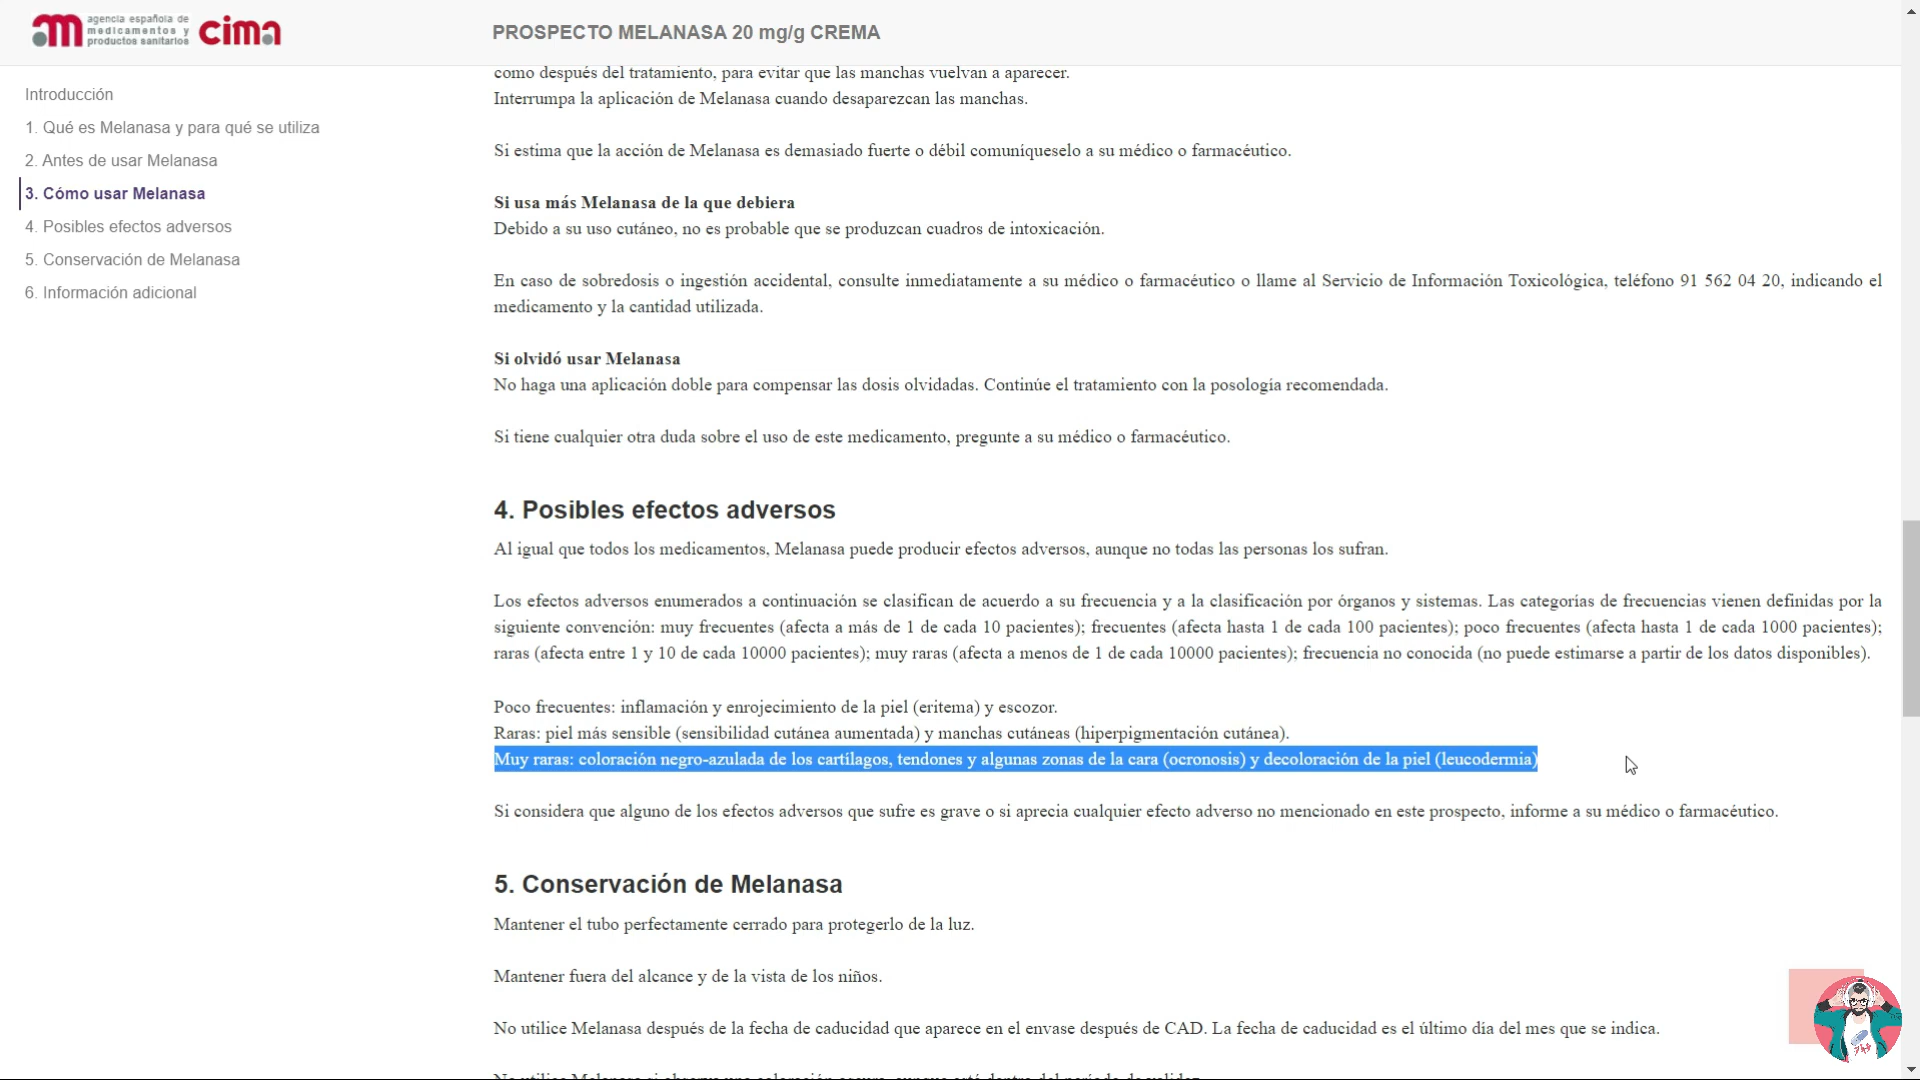 agencia española de
medicamentos y
productos sanitarios
cima
PROSPECTO MELANASA 20 mg/g CREMA
Introducción
1. Qué es Melanasa y para qué se utiliza
2. Antes de usar Melanasa
3. Cómo usar Melanasa
4. Posibles efectos adversos
5. Conservación de Melanasa
6. Información adicional
como después del tratamiento, para evitar que las manchas vuelvan a aparecer.
Interrumpa la aplicación de Melanasa cuando desaparezcan las manchas.
Si estima que la acción de Melanasa es demasiado fuerte o débil comuníqueselo a su médico o farmacéutico.
Si usa más Melanasa de la que debiera
Debido a su uso cutáneo, no es probable que se produzcan cuadros de intoxicación.
En caso de sobredosis o ingestión accidental, consulte inmediatamente a su médico o farmacéutico o llame al Servicio de Información Toxicológica, teléfono 91 562 04 20, indicando el
medicamento y la cantidad utilizada.
Si olvidó usar Melanasa
No haga una aplicación doble para compensar las dosis olvidadas. Continúe el tratamiento con la posología recomendada.
Si tiene cualquier otra duda sobre el uso de este medicamento, pregunte a su médico o farmacéutico.
4. Posibles efectos adversos
Al igual que todos los medicamentos, Melanasa puede producir efectos adversos, aunque no todas las personas los sufran.
Los efectos adversos enumerados a continuación se clasifican de acuerdo a su frecuencia y a la clasificación por órganos y sistemas. Las categorías de frecuencias vienen definidas por la
siguiente convención: muy frecuentes (afecta a más de 1 de cada 10 pacientes); frecuentes (afecta hasta 1 de cada 100 pacientes); poco frecuentes (afecta hasta 1 de cada 1000 pacientes);
raras (afecta entre 1 y 10 de cada 10000 pacientes); muy raras (afecta a menos de 1 de cada 10000 pacientes); frecuencia no conocida (no puede estimarse a partir de los datos disponibles).
Poco frecuentes: inflamación y enrojecimiento de la piel (eritema) y escozor.
Raras: piel más sensible (sensibilidad cutánea aumentada) y manchas cutáneas (hiperpigmentación cutánea).
Muy raras: coloración negro-azulada de los cartílagos, tendones y algunas zonas de la cara (ocronosis) y decoloración de la piel (leucodermia)
Si considera que alguno de los efectos adversos que sufre es grave o si aprecia cualquier efecto adverso no mencionado en este prospecto, informe a su médico o farmacéutico.
5. Conservación de Melanasa
Mantener el tubo perfectamente cerrado para protegerlo de la luz.
Mantener fuera del alcance y de la vista de los niños.
No utilice Melanasa después de la fecha de caducidad que aparece en el envase después de CAD. La fecha de caducidad es el último día del mes que se indica.